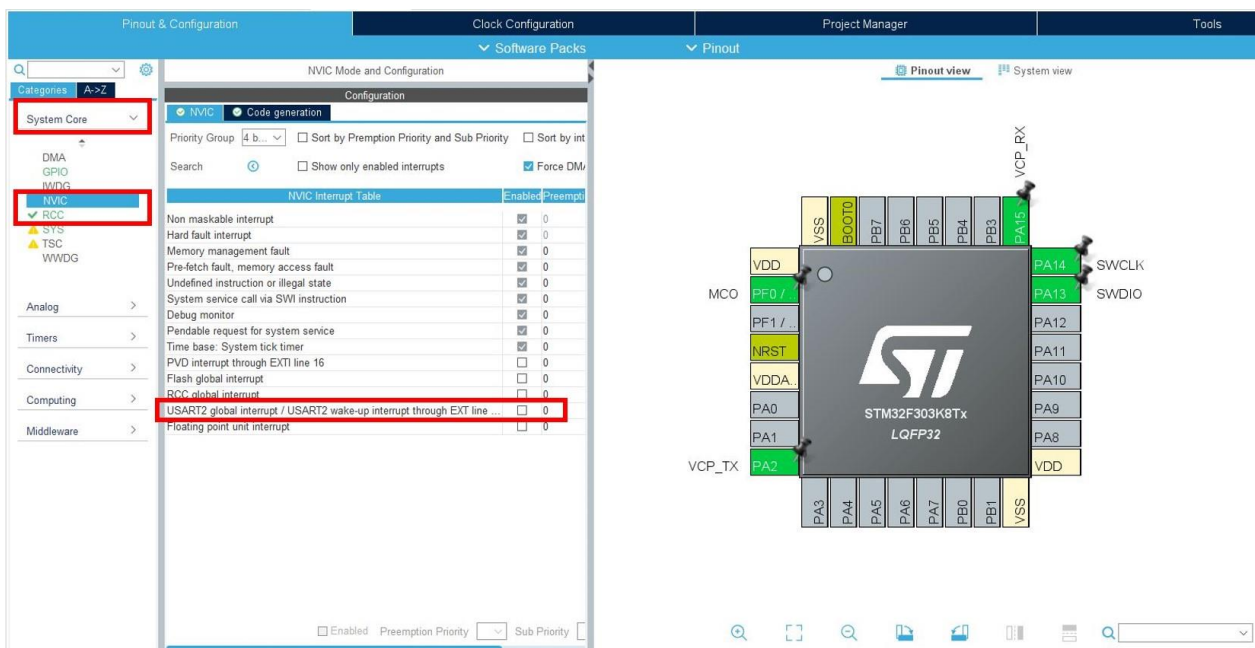 Pinout & Configuration
Clock Configuration
Project Manager
Tools
Software Packs
Pinout
NVIC Mode and Configuration
Pinout view
System view
Categories
A->Z
Configuration
System Core
NVIC
Code generation
Priority Group
4 b...
Sort by Premption Priority and Sub Priority
Sort by int
Search
Show only enabled interrupts
Force DMA
DMA
GPIO
IWDG
NVIC
RCC
SYS
TSC
WWDG
Analog
Timers
Connectivity
Computing
Middleware
NVIC Interrupt Table
Enabled
Preempti
Non maskable interrupt
0
Hard fault interrupt
0
Memory management fault
0
Pre-fetch fault, memory access fault
0
Undefined instruction or illegal state
0
System service call via SWI instruction
0
Debug monitor
0
Pendable request for system service
0
Time base: System tick timer
0
PVD interrupt through EXTI line 16
0
Flash global interrupt
0
RCC global interrupt
0
USART2 global interrupt / USART2 wake-up interrupt through EXT line ...
0
Floating point unit interrupt
0
Enabled
Preemption Priority
Sub Priority
VCP_RX
VSS
BOOT0
PB7
PB6
PB5
PB4
PB3
PA15
VDD
PA14
SWCLK
MCO
PF0 / ..
PA13
SWDIO
PF1 / ..
PA12
NRST
PA11
VDDA..
PA10
PA0
PA9
PA1
PA8
VCP_TX
PA2
VDD
ST
STM32F303K8Tx
LQFP32
PA3
PA4
PA5
PA6
PA7
PB0
PB1
VSS